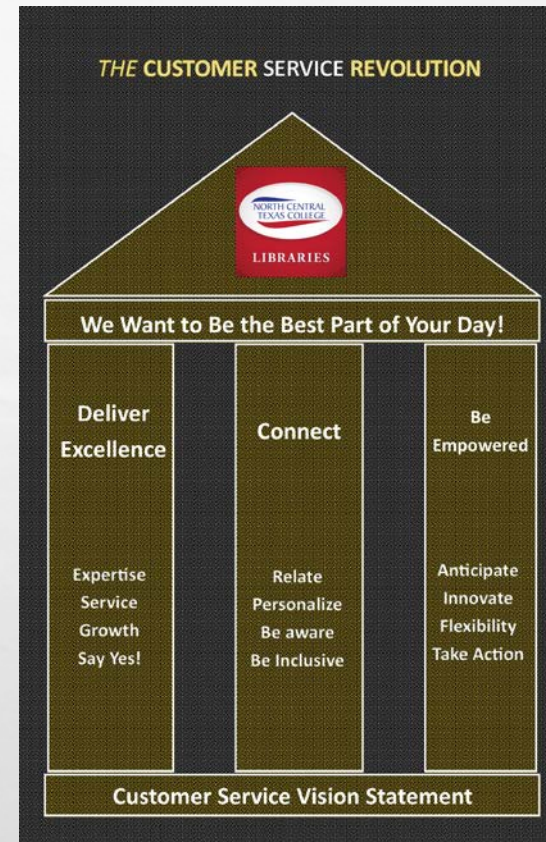 THE CUSTOMER SERVICE REVOLUTION
NORTH CENTRAL
TEXAS COLLEGE
LIBRARIES
We Want to Be the Best Part of Your Day!
Deliver
Excellence
Expertise
Service
Growth
Say Yes!
Connect
Relate
Personalize
Be aware
Be Inclusive
Be
Empowered
Anticipate
Innovate
Flexibility
Take Action
Customer Service Vision Statement